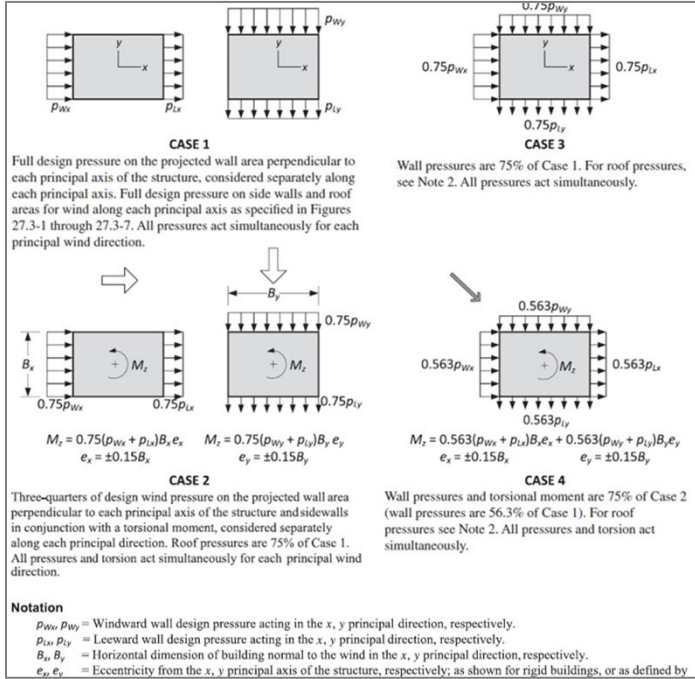 y
x
pWx
pLx
pWy
pLy
CASE 1
Full design pressure on the projected wall area perpendicular to
each principal axis of the structure, considered separately along
each principal axis. Full design pressure on side walls and roof
areas for wind along each principal axis as specified in Figures
27.3-1 through 27.3-7. All pressures act simultaneously for each
principal wind direction.
0.75pWy
y
x
0.75pWx
0.75pLx
0.75pLy
CASE 3
Wall pressures are 75% of Case 1. For roof pressures,
see Note 2. All pressures act simultaneously.
Bx
Mz
0.75pWx
0.75pLx
By
0.75pWy
Mz
0.75pLy
Mz = 0.75(pWx + pLx)Bx ex
ex = ±0.15Bx
Mz = 0.75(pWy + pLy)By ey
ey = ±0.15By
CASE 2
Three-quarters of design wind pressure on the projected wall area
perpendicular to each principal axis of the structure and sidewalls
in conjunction with a torsional moment, considered separately
along each principal direction. Roof pressures are 75% of Case 1.
All pressures and torsion act simultaneously for each principal wind
direction.
0.563pWy
0.563pWx
Mz
0.563pLx
0.563pLy
Mz = 0.563(pWx + pLx)Bxex + 0.563(pWy + pLy)Byey
ex = ±0.15Bx
ey = ±0.15By
CASE 4
Wall pressures and torsional moment are 75% of Case 2
(wall pressures are 56.3% of Case 1). For roof
pressures see Note 2. All pressures and torsion act
simultaneously.
Notation
pWx, pWy = Windward wall design pressure acting in the x, y principal direction, respectively.
pLx, pLy = Leeward wall design pressure acting in the x, y principal direction, respectively.
Bx, By = Horizontal dimension of building normal to the wind in the x, y principal direction, respectively.
ex, ey = Eccentricity from the x, y principal axis of the structure, respectively; as shown for rigid buildings, or as defined by